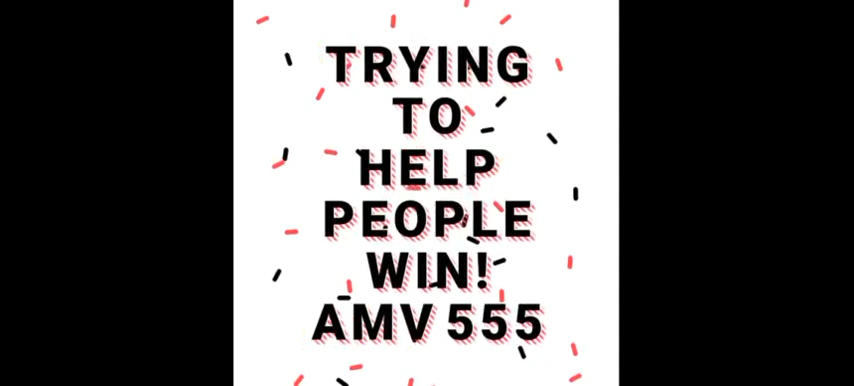 TRYING
TO
HELP
PEOPLE
WIN!
AMV 555